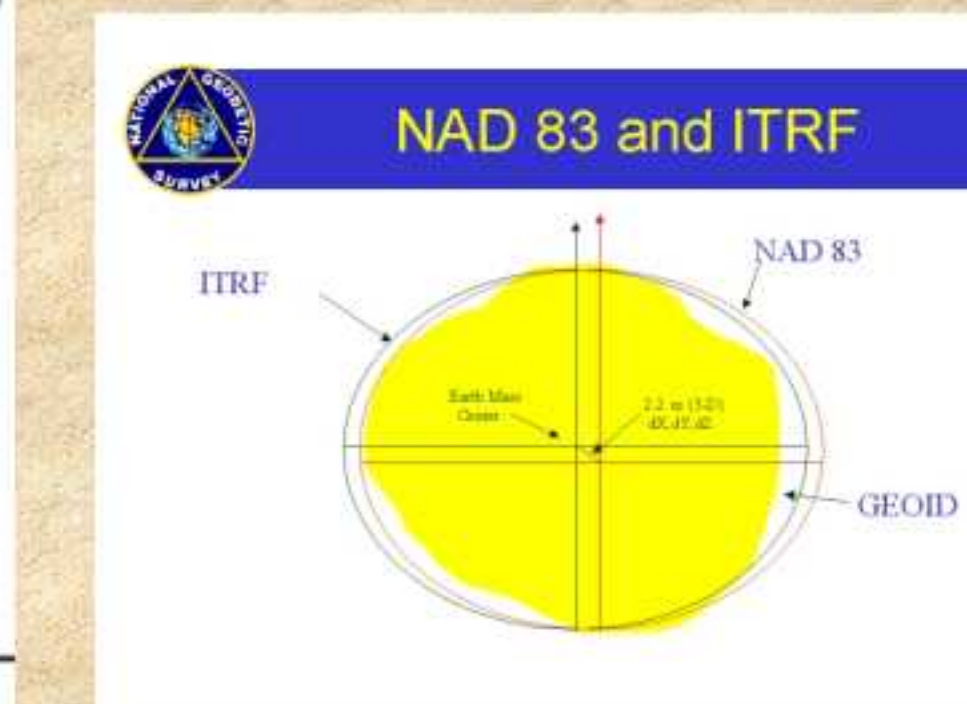 NATIONAL GEODETIC SURVEY
NAD 83 and ITRF
ITRF
NAD 83
Earth Mass
Center
2.2 m (3-D)
dX, dY, dZ
GEOID